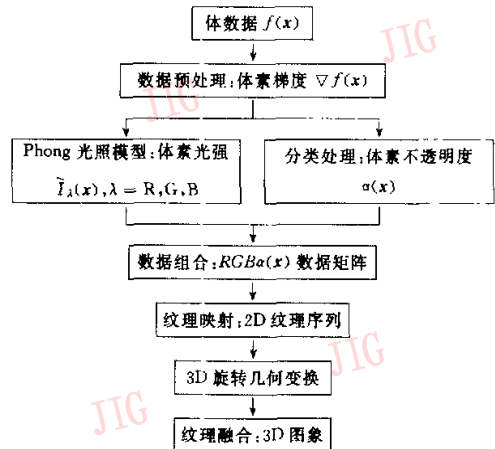 体数据 f(x)
JIG
数据预处理:体素梯度 ▽f(x)
JIG
Phong 光照模型:体素光强
Ĩλ(x),λ = R,G,B
分类处理:体素不透明度
α(x)
数据组合:RGBα(x) 数据矩阵
纹理映射:2D 纹理序列
JIG
3D 旋转几何变换
JIG
纹理融合:3D 图象